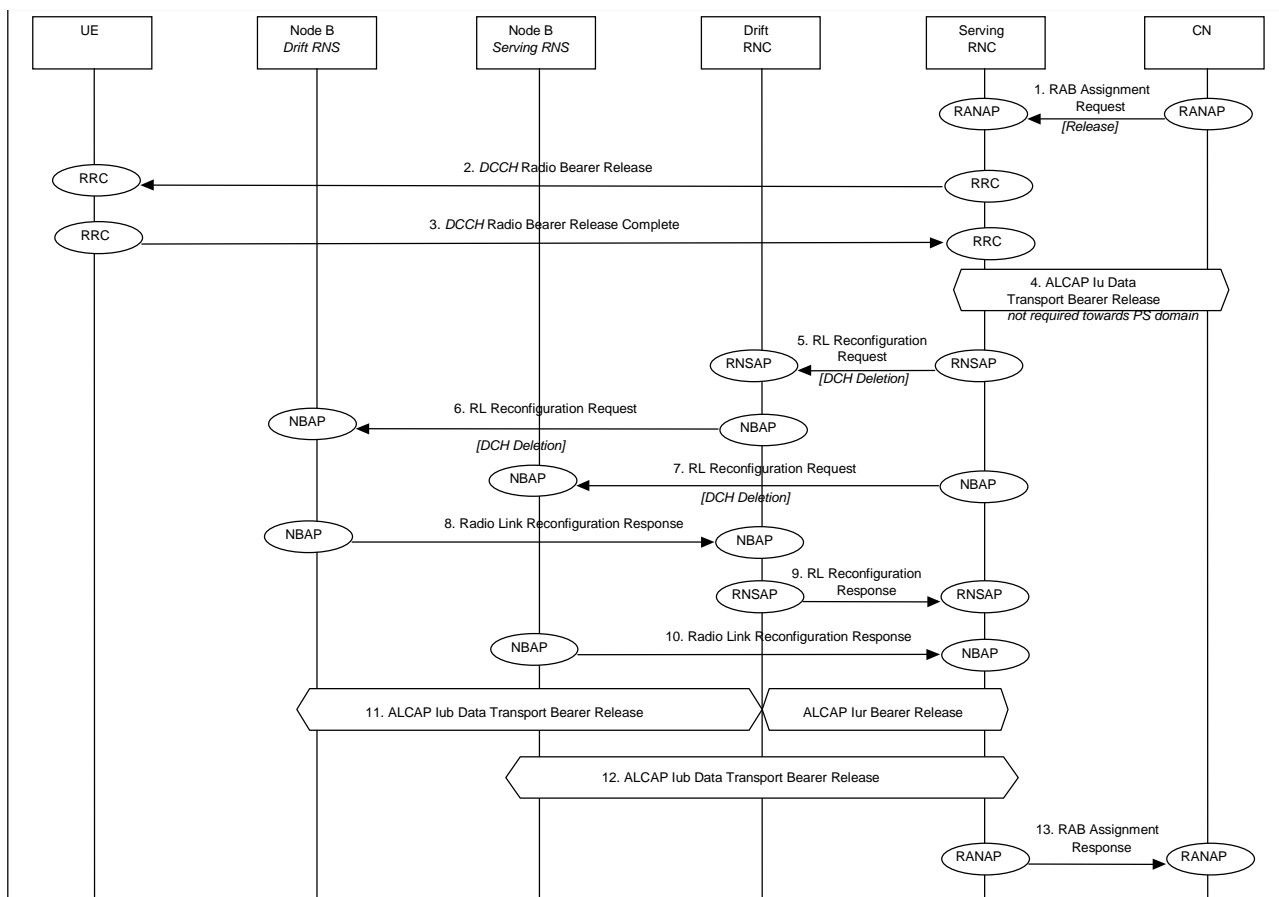 UE
Node B
Drift RNS
Node B
Serving RNS
Drift
RNC
Serving
RNC
CN
1. RAB Assignment
Request
RANAP
RANAP
[Release]
2. DCCH Radio Bearer Release
RRC
RRC
3. DCCH Radio Bearer Release Complete
RRC
RRC
4. ALCAP Iu Data
Transport Bearer Release
not required towards PS domain
5. RL Reconfiguration
Request
RNSAP
RNSAP
[DCH Deletion]
6. RL Reconfiguration Request
NBAP
NBAP
[DCH Deletion]
7. RL Reconfiguration Request
NBAP
NBAP
[DCH Deletion]
8. Radio Link Reconfiguration Response
NBAP
NBAP
9. RL Reconfiguration
Response
RNSAP
RNSAP
10. Radio Link Reconfiguration Response
NBAP
NBAP
11. ALCAP Iub Data Transport Bearer Release
ALCAP Iur Bearer Release
12. ALCAP Iub Data Transport Bearer Release
13. RAB Assignment
Response
RANAP
RANAP